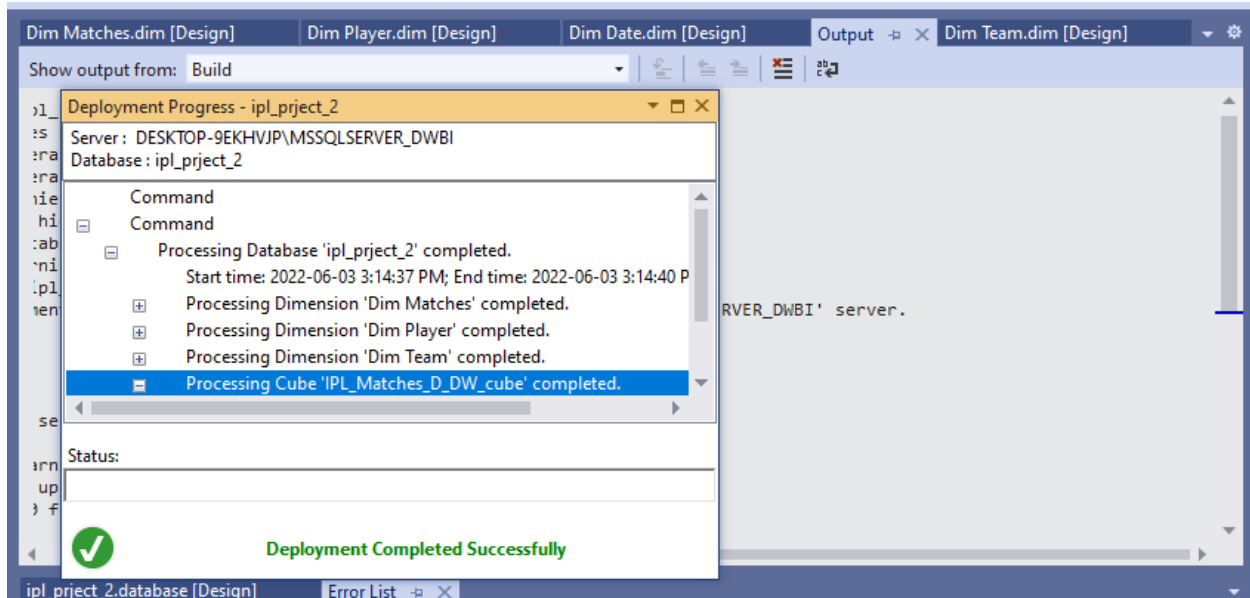 Dim Matches.dim [Design] Dim Player.dim [Design] Dim Date.dim [Design] Output Dim Team.dim [Design]
Show output from: Build
Deployment Progress - ipl_prject_2
Server : DESKTOP-9EKHVJP\MSSQLSERVER_DWBI
Database : ipl_prject_2
Command
Command
Processing Database 'ipl_prject_2' completed.
Start time: 2022-06-03 3:14:37 PM; End time: 2022-06-03 3:14:40 P
Processing Dimension 'Dim Matches' completed.
Processing Dimension 'Dim Player' completed.
RVER_DWBI' server.
Processing Dimension 'Dim Team' completed.
Processing Cube 'IPL_Matches_D_DW_cube' completed.
Status:
Deployment Completed Successfully
ipl_prject_2.database [Design] Error List